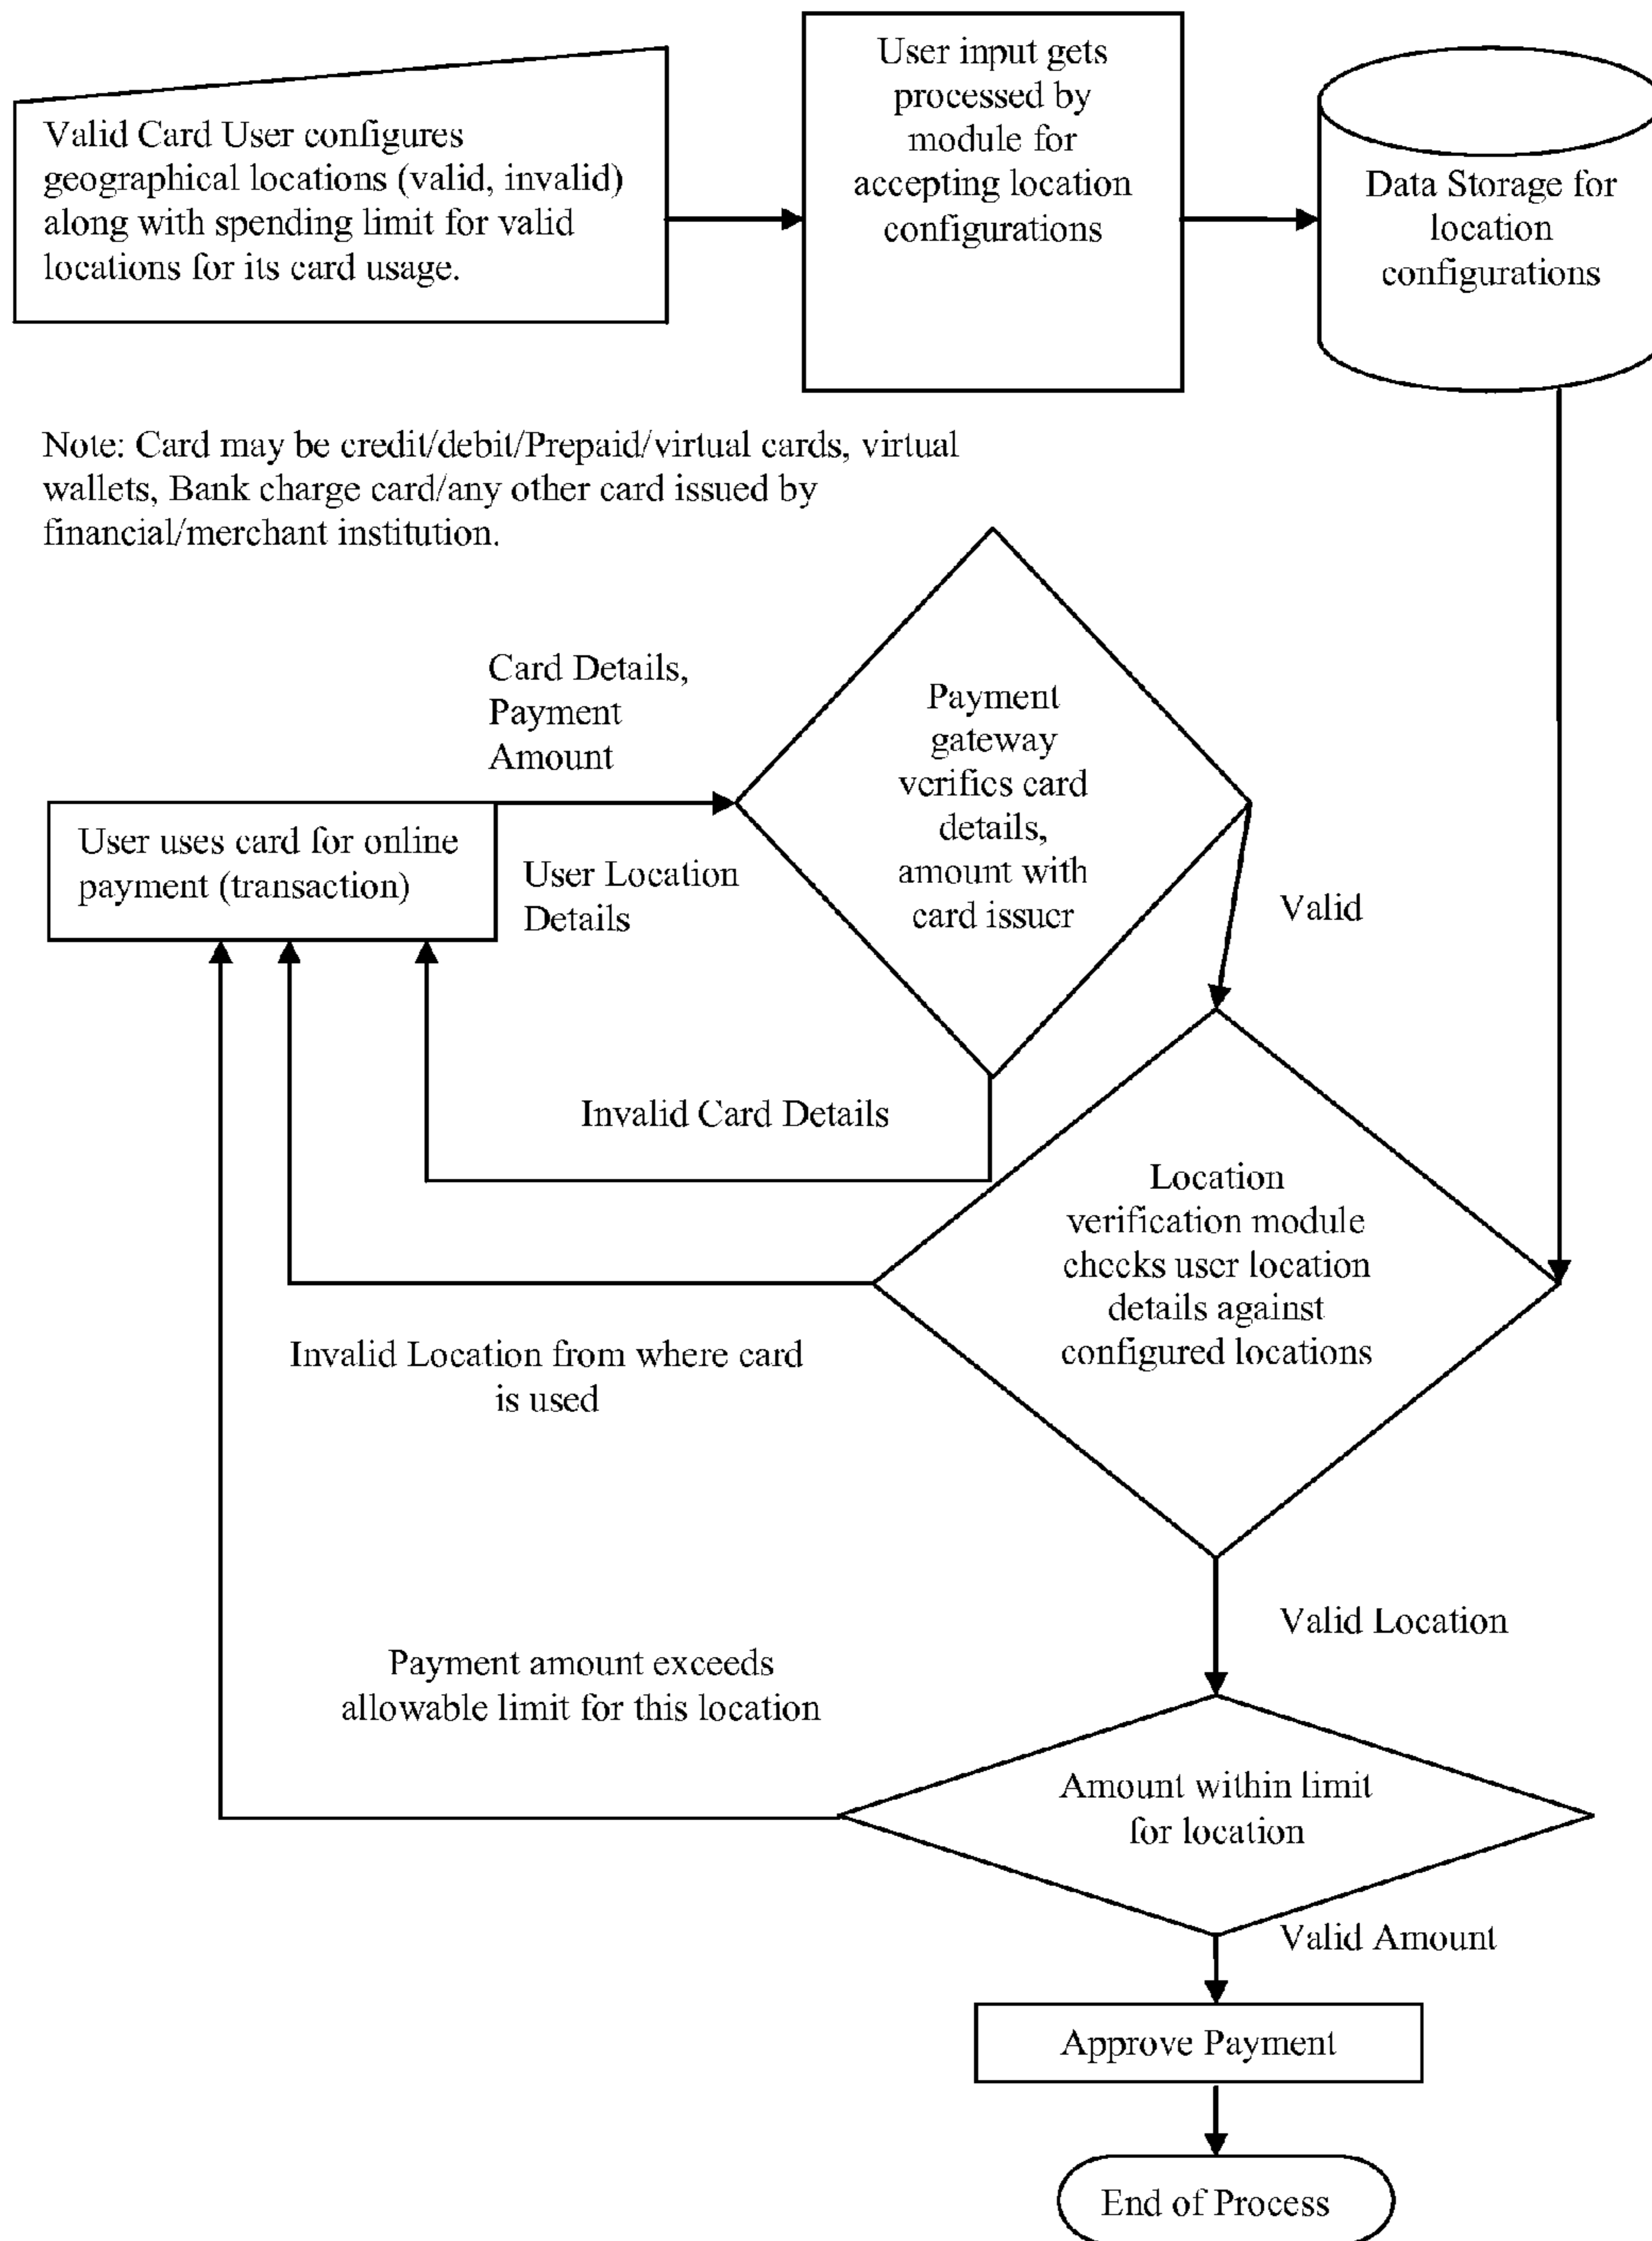 Valid Card User configures
geographical locations (valid, invalid)
along with spending limit for valid
locations for its card usage.
User input gets
processed by
module for
accepting location
configurations
Data Storage for
location
configurations
Note: Card may be credit/debit/Prepaid/virtual cards, virtual
wallets, Bank charge card/any other card issued by
financial/merchant institution.
Card Details,
Payment
Amount
User uses card for online
payment (transaction)
User Location
Details
Payment
gateway
verifies card
details,
amount with
card issuer
Valid
Invalid Card Details
Location
verification module
checks user location
details against
configured locations
Invalid Location from where card
is used
Valid Location
Payment amount exceeds
allowable limit for this location
Amount within limit
for location
Valid Amount
Approve Payment
End of Process